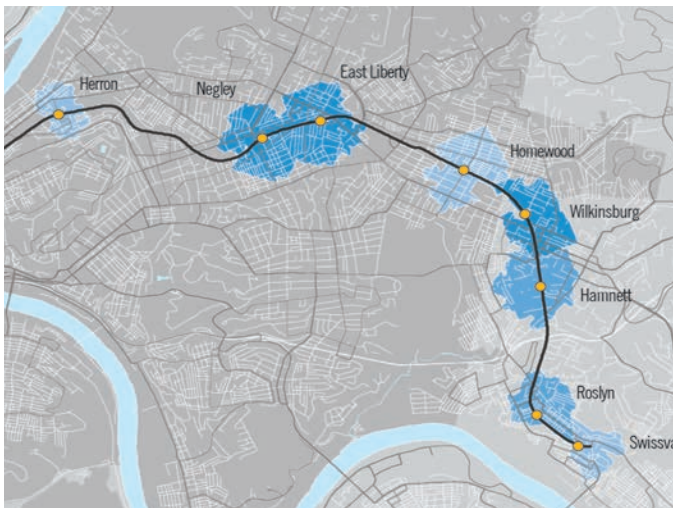 Herron
Negley
East Liberty
Homewood
Wilkinsburg
Hamnett
Roslyn
Swissva